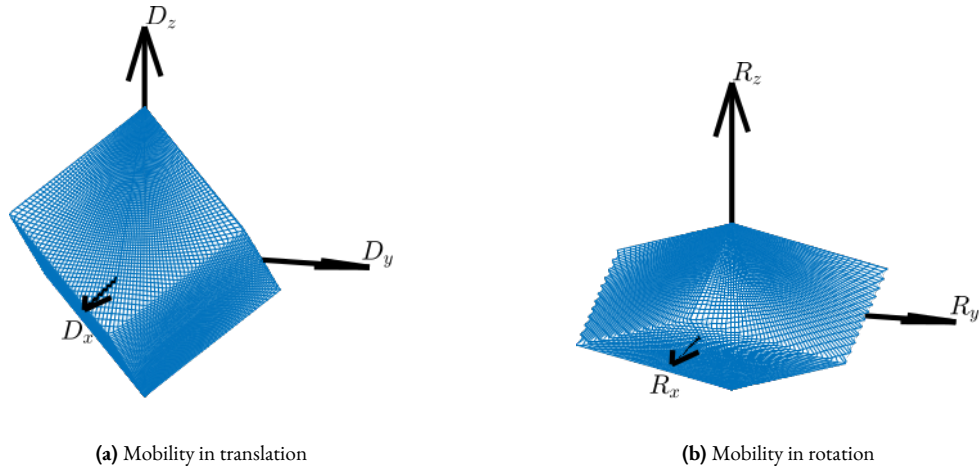 D_z
D_y
D_x
(a) Mobility in translation
R_z
R_y
R_x
(b) Mobility in rotation